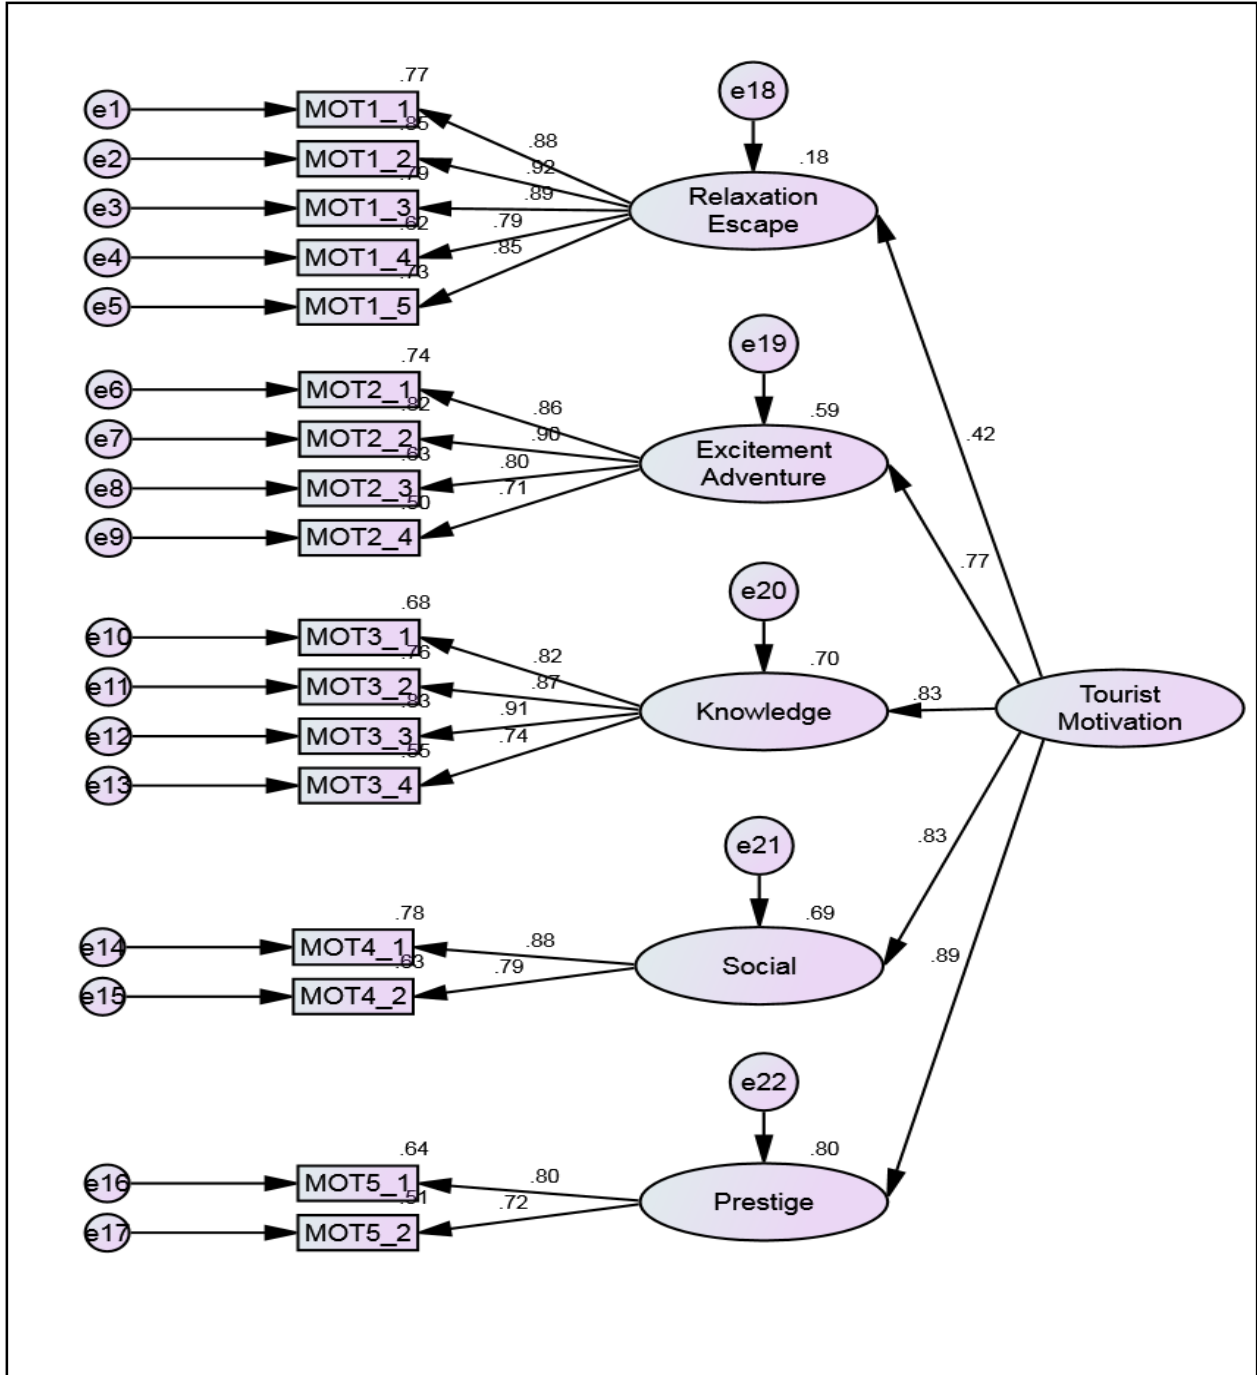 .77
e1
MOT1_1
.88
.85
e2
MOT1_2
.92
.79
e3
MOT1_3
.89
.62
e4
MOT1_4
.79
.73
e5
MOT1_5
.85
e18
.18
Relaxation
Escape
.42
.74
e6
MOT2_1
.86
.82
e7
MOT2_2
.90
.63
e8
MOT2_3
.80
.50
e9
MOT2_4
.71
e19
.59
Excitement
Adventure
.77
.68
e10
MOT3_1
.82
.76
e11
MOT3_2
.87
.83
e12
MOT3_3
.91
.55
e13
MOT3_4
.74
e20
.70
Knowledge
.83
Tourist
Motivation
.78
e14
MOT4_1
.88
.63
e15
MOT4_2
.79
e21
.69
Social
.83
.64
e16
MOT5_1
.80
.51
e17
MOT5_2
.72
e22
.80
Prestige
.89